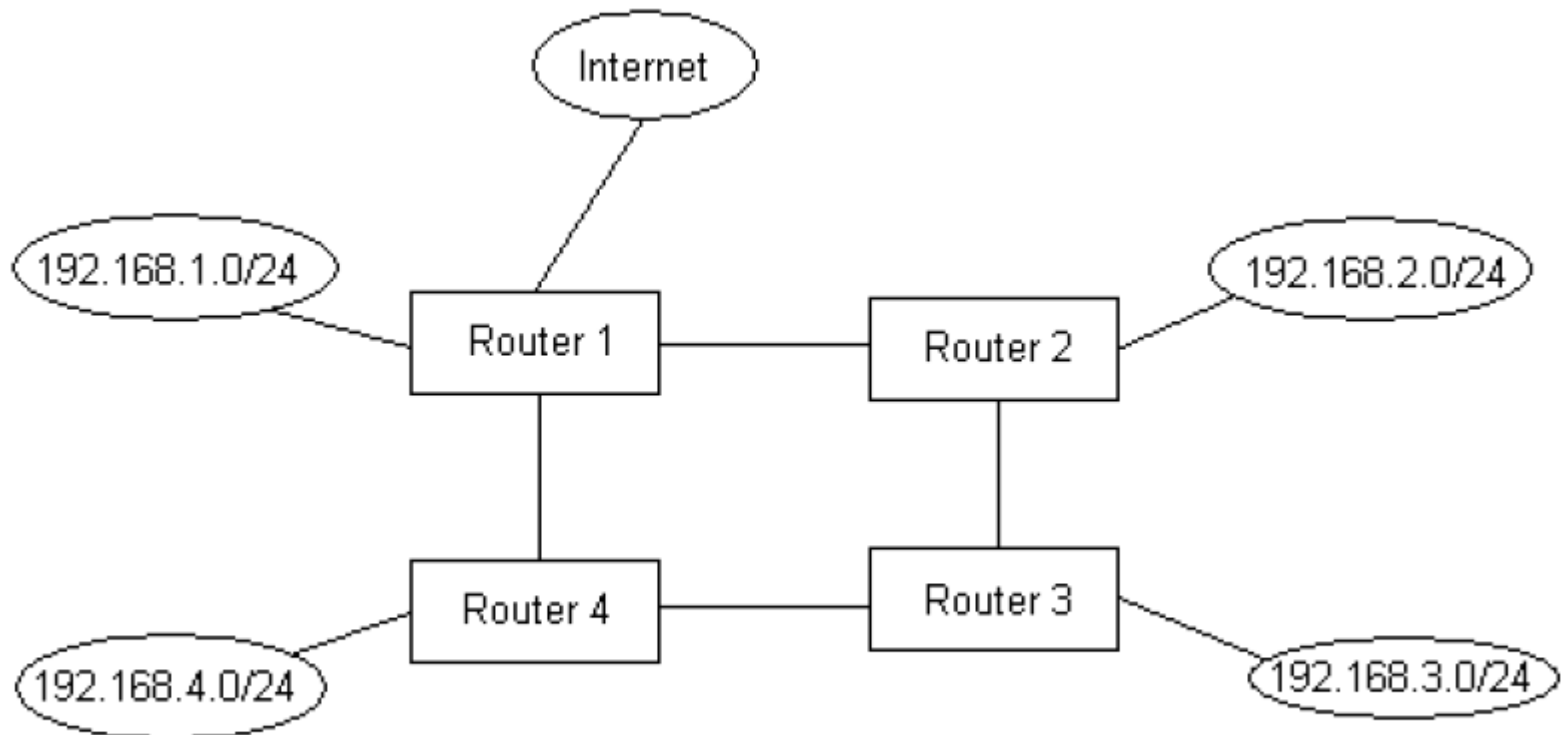 Internet
192.168.1.0/24
192.168.2.0/24
Router 1
Router 2
Router 4
Router 3
192.168.4.0/24
192.168.3.0/24